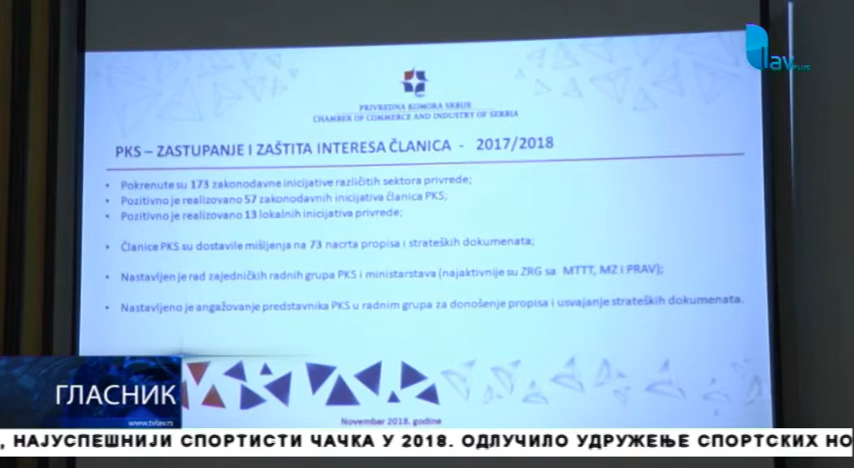 lav
PLUS
PRIVREDNA KOMORA SRBIJE
CHAMBER OF COMMERCE AND INDUSTRY OF SERBIA
PKS – ZASTUPANJE I ZAŠTITA INTERESA ČLANICA - 2017/2018
• Pokrenute su 173 zakonodavne inicijative različitih sektora privrede;
• Pozitivno je realizovano 57 zakonodavnih inicijativa članica PKS;
• Pozitivno je realizovano 13 lokalnih inicijativa privrede;
• Članice PKS su dostavile mišljenja na 73 nacrta propisa i strateških dokumenata;
• Nastavljen je rad zajedničkih radnih grupa PKS i ministarstava (najaktivnije su ZRG sa MTTT, MZ i PRAV);
• Nastavljeno je angažovanje predstavnika PKS u radnim grupa za donošenje propisa i usvajanje strateških dokumenata.
Novembar 2018. godine
ГЛАСНИК
www.tvlav.rs
, НАЈУСПЕШНИЈИ СПОРТИСТИ ЧАЧКА У 2018. ОДЛУЧИЛО УДРУЖЕЊЕ СПОРТСКИХ НО